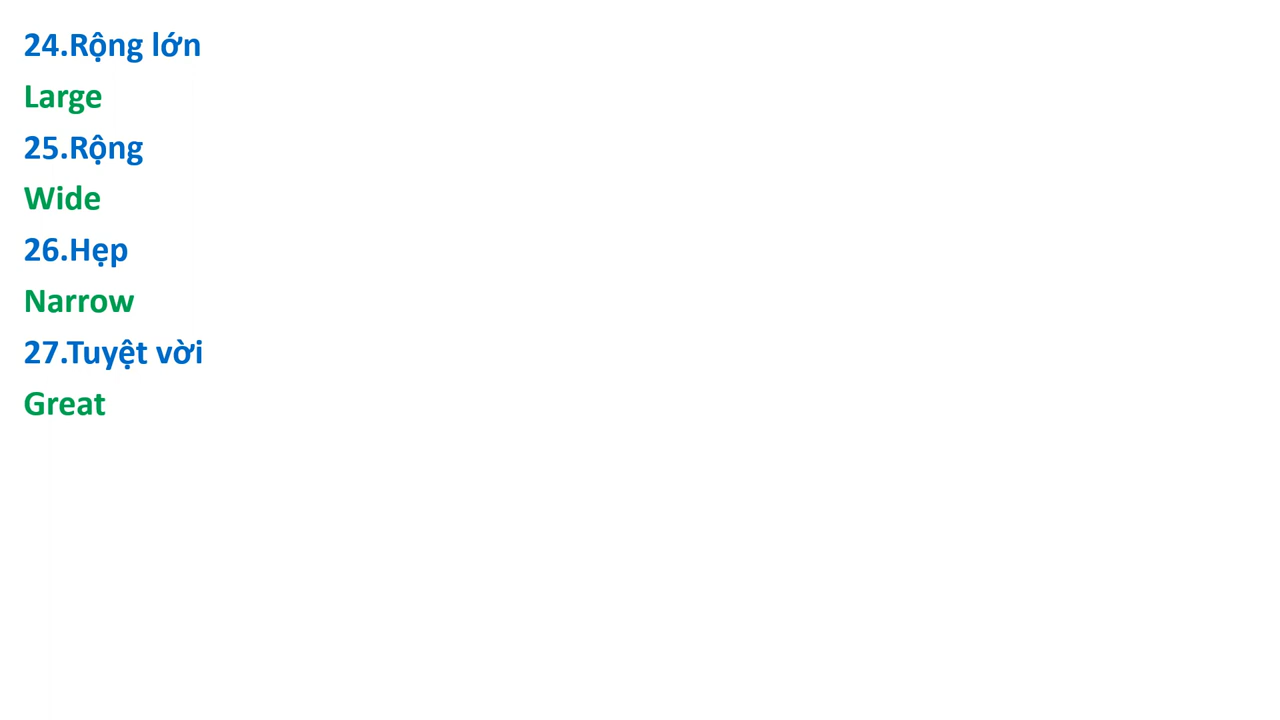 24.Rộng lớn
Large
25.Rộng
Wide
26.Hẹp
Narrow
27.Tuyệt vời
Great